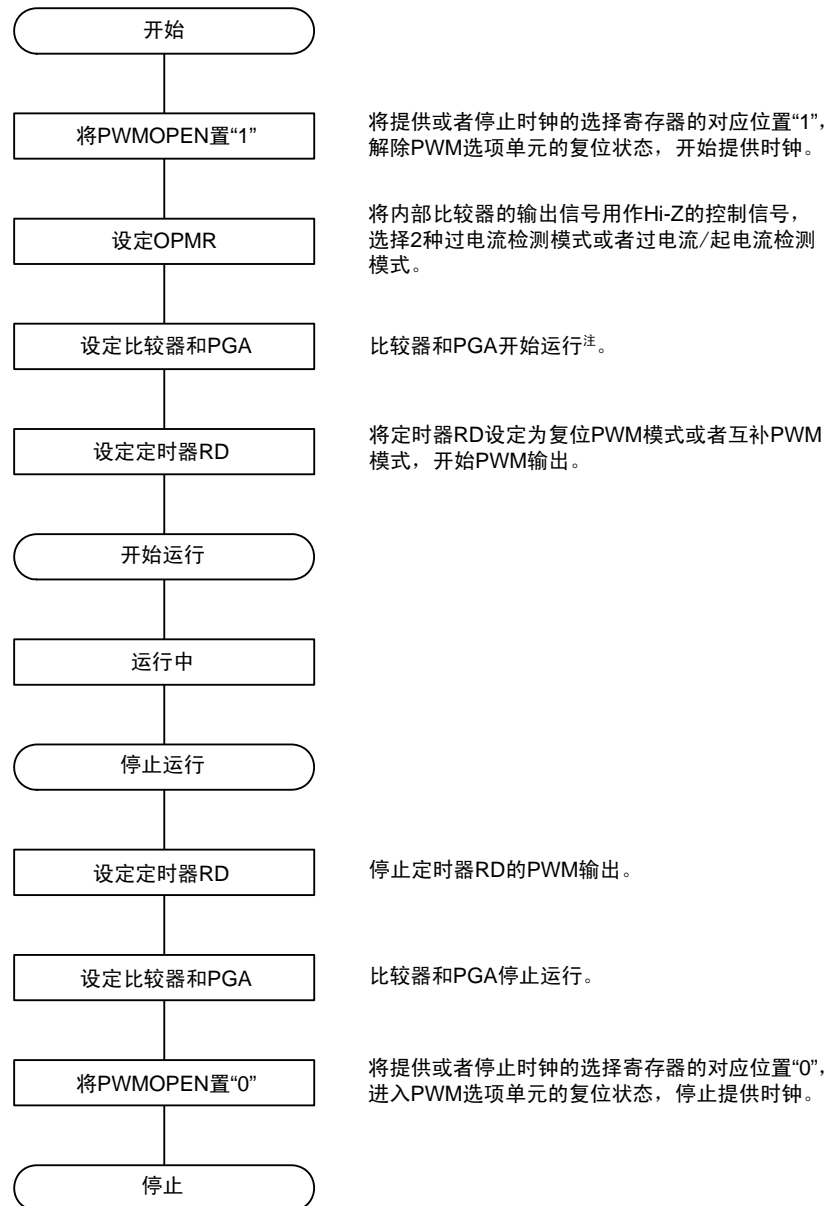 开始
将PWMOPEN置“1”
将提供或者停止时钟的选择寄存器的对应位置“1”,
解除PWM选项单元的复位状态，开始提供时钟。
设定OPMR
将内部比较器的输出信号用作Hi-Z的控制信号，
选择2种过电流检测模式或者过电流/起电流检测
模式。
设定比较器和PGA
比较器和PGA开始运行注。
设定定时器RD
将定时器RD设定为复位PWM模式或者互补PWM
模式，开始PWM输出。
开始运行
运行中
停止运行
设定定时器RD
停止定时器RD的PWM输出。
设定比较器和PGA
比较器和PGA停止运行。
将PWMOPEN置“0”
将提供或者停止时钟的选择寄存器的对应位置“0”,
进入PWM选项单元的复位状态，停止提供时钟。
停止